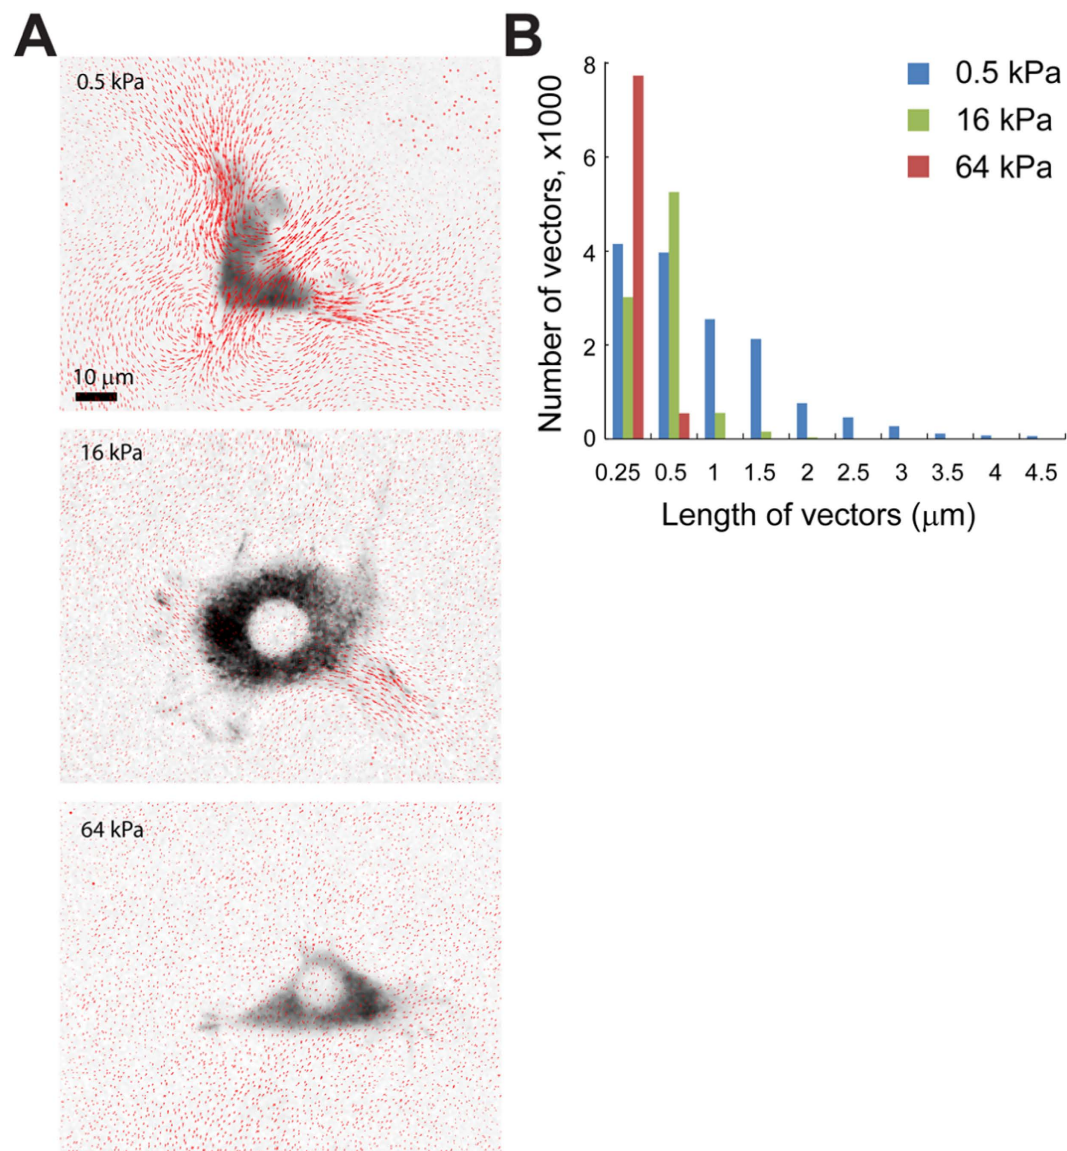 A
0.5 kPa
10 μm
16 kPa
64 kPa
B
Number of vectors, x1000
8
6
4
2
0
0.25 0.5 1 1.5 2 2.5 3 3.5 4 4.5
Length of vectors (μm)
0.5 kPa
16 kPa
64 kPa